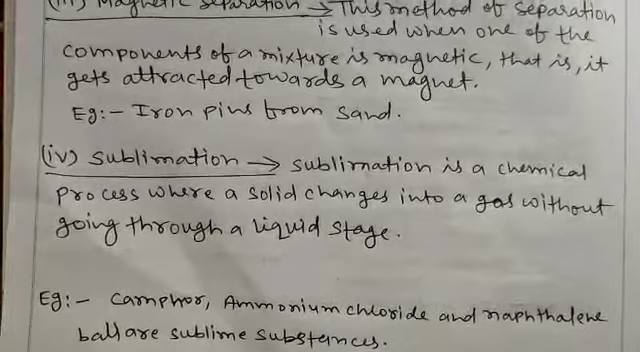 (iii) Magnetic separation → This method of separation
is used when one of the
components of a mixture is magnetic, that is, it
gets attracted towards a magnet.
Eg:- Iron pins from sand.
(iv) Sublimation → sublimation is a chemical
process where a solid changes into a gas without
going through a liquid stage.
Eg:- Camphor, Ammonium chloride and naphthalene
ball are sublime substances.